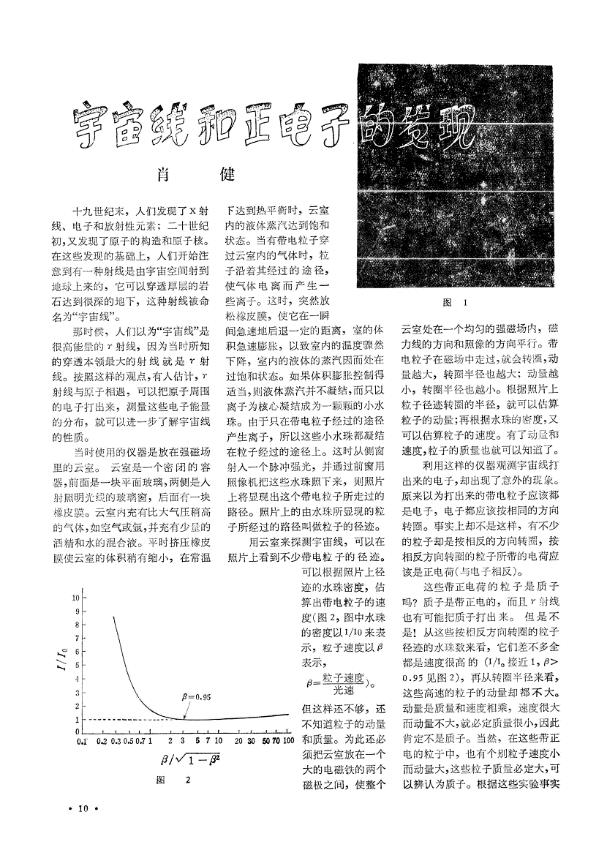 宇宙线和正电子的发现
肖 健
十九世纪末，人们发现了X射
线、电子和放射性元素；二十世纪
初，又发现了原子的构造和原子核。
在这些发现的基础上，人们开始注
意到有一种射线是由宇宙空间射到
地球上来的，它可以穿透厚层的岩
石达到很深的地下，这种射线被命
名为“宇宙线”。
那时候，人们以为“宇宙线”是
很高能量的γ射线，因为当时所知
的穿透本领最大的射线就是γ射
线。按照这样的观点，有人估计，γ
射线与原子相遇，可以把原子周围
的电子打出来，测量这些电子能量
的分布，就可以进一步了解宇宙线
的性质。
当时使用的仪器是放在强磁场
里的云室。 云室是一个密闭的容
器，前面是一块平面玻璃，两侧是入
射照明光线的玻璃窗，后面有一块
橡皮膜。云室内充有比大气压稍高
的气体，如空气或氩，并充有少量的
酒精和水的混合液。平时挤压橡皮
膜使云室的体积稍有缩小，在常温
下达到热平衡时，云室
内的液体蒸汽达到饱和
状态。当有带电粒子穿
过云室内的气体时，粒
子沿着其经过的途径，
使气体电离而产生一
些离子。这时，突然放
松橡皮膜，使它在一瞬
间急速地后退一定的距离，室的体
积急速膨胀，以致室内的温度骤然
下降，室内的液体的蒸汽因而处在
过饱和状态。如果体积膨胀控制得
适当，则液体蒸汽并不凝结，而只以
离子为核心凝结成为一颗颗的小水
珠。由于只在带电粒子经过的途径
产生离子，所以这些小水珠都凝结
在粒子经过的途径上。这时从侧窗
射入一个脉冲强光，并通过前窗用
照像机把这些水珠照下来，则照片
上将显现出这个带电粒子所走过的
路径。照片上的由水珠所显现的粒
子所经过的路径叫做粒子的径迹。
用云室来探测宇宙线，可以在
照片上看到不少带电粒子的径迹。
可以根据照片上径
迹的水珠密度，估
算出带电粒子的速
度（图2，图中水珠
的密度以1/10来表
示，粒子速度以β
表示，
β=粒子速度/光速）。
但这样还不够，还
不知道粒子的动量
和质量。为此还必
须把云室放在一个
大的电磁铁的两个
磁极之间，使整个
图 1
云室处在一个均匀的强磁场内，磁
力线的方向和照像的方向平行。带
电粒子在磁场中走过，就会转圈，动
量越大，转圈半径也越大；动量越
小，转圈半径也越小。根据照片上
粒子径迹转圈的半径，就可以估算
粒子的动量；再根据水珠的密度，又
可以估算粒子的速度。有了动量和
速度，粒子的质量也就可以知道了。
利用这样的仪器观测宇宙线打
出来的电子，却出现了意外的现象。
原来以为打出来的带电粒子应该都
是电子，电子都应该按相同的方向
转圈。事实上却不是这样，有不少
的粒子却是按相反的方向转圈，按
相反方向转圈的粒子所带的电荷应
该是正电荷（与电子相反）。
这些带正电荷的粒子是质子
吗？质子是带正电的，而且γ射线
也有可能把质子打出来。 但是不
是！从这些按相反方向转圈的粒子
径迹的水珠数来看，它们差不多全
都是速度很高的（I/I₀接近1，β>
0.95见图2），再从转圈半径来看，
这些高速的粒子的动量却都不大。
动量是质量和速度相乘，速度很大
而动量不大，就必定质量很小，因此
肯定不是质子。当然，在这些带正
电的粒子中，也有个别粒子速度小
而动量大，这些粒子质量必定大，可
以辨认为质子。根据这些实验事实
I/I₀
10
9
8
7
6
5
4
3
2
1
0
β=0.95
0.1 0.2 0.3 0.5 0.7 1 2 3 5 7 10 20 30 50 70 100
β/√1-β²
图 2
· 10 ·